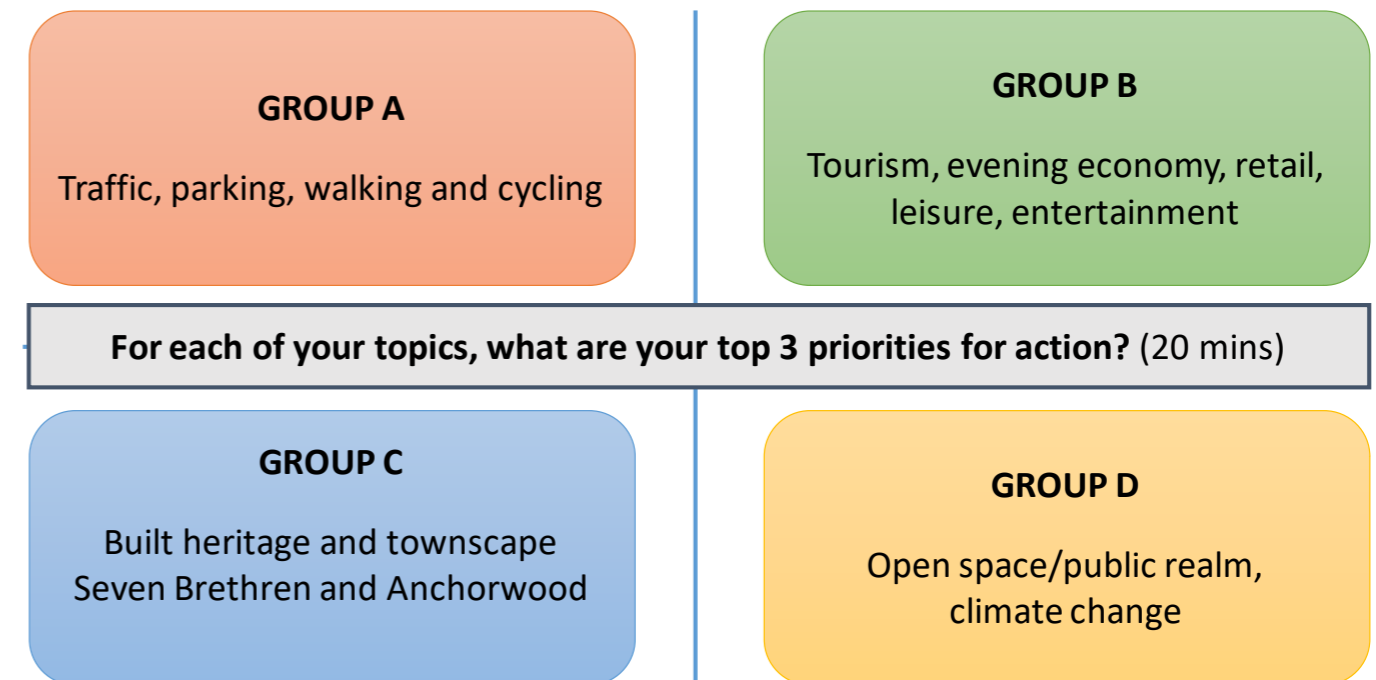 GROUP A
Traffic, parking, walking and cycling
GROUP B
Tourism, evening economy, retail,
leisure, entertainment
For each of your topics, what are your top 3 priorities for action? (20 mins)
GROUP C
Built heritage and townscape
Seven Brethren and Anchorwood
GROUP D
Open space/public realm,
climate change